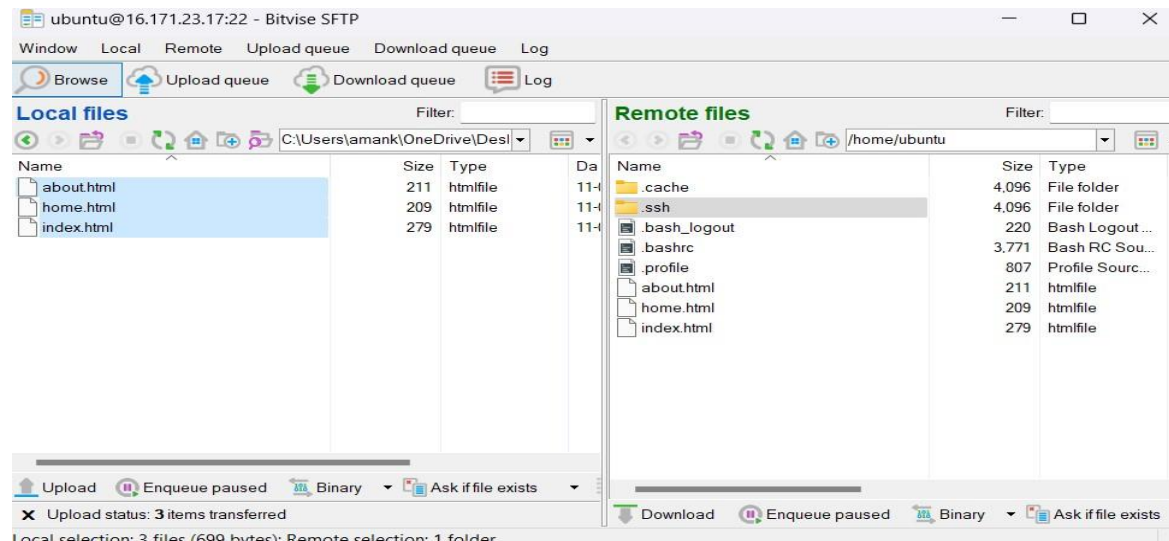 ubuntu@16.171.23.17:22 - Bitvise SFTP
Window Local Remote Upload queue Download queue Log
Browse Upload queue Download queue Log
Local files Filter:
C:\Users\amank\OneDrive\Desl
Name Size Type Da
about.html 211 htmlfile 11-
home.html 209 htmlfile 11-
index.html 279 htmlfile 11-
Upload Enqueue paused Binary Ask if file exists
Upload status: 3 items transferred
Remote files Filter:
/home/ubuntu
Name Size Type
.cache 4,096 File folder
.ssh 4,096 File folder
.bash_logout 220 Bash Logout ...
.bashrc 3,771 Bash RC Sou...
.profile 807 Profile Sourc...
about.html 211 htmlfile
home.html 209 htmlfile
index.html 279 htmlfile
Download Enqueue paused Binary Ask if file exists
Local selection: 3 files (699 bytes); Remote selection: 1 folder